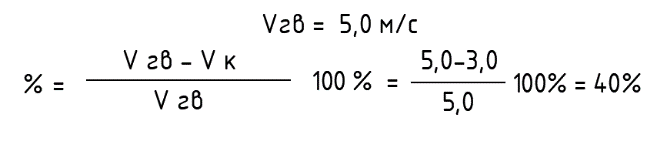 Vгв = 5,0 м/с
% = V гв - V к / V гв 100 % = 5,0-3,0 / 5,0 100% = 40%